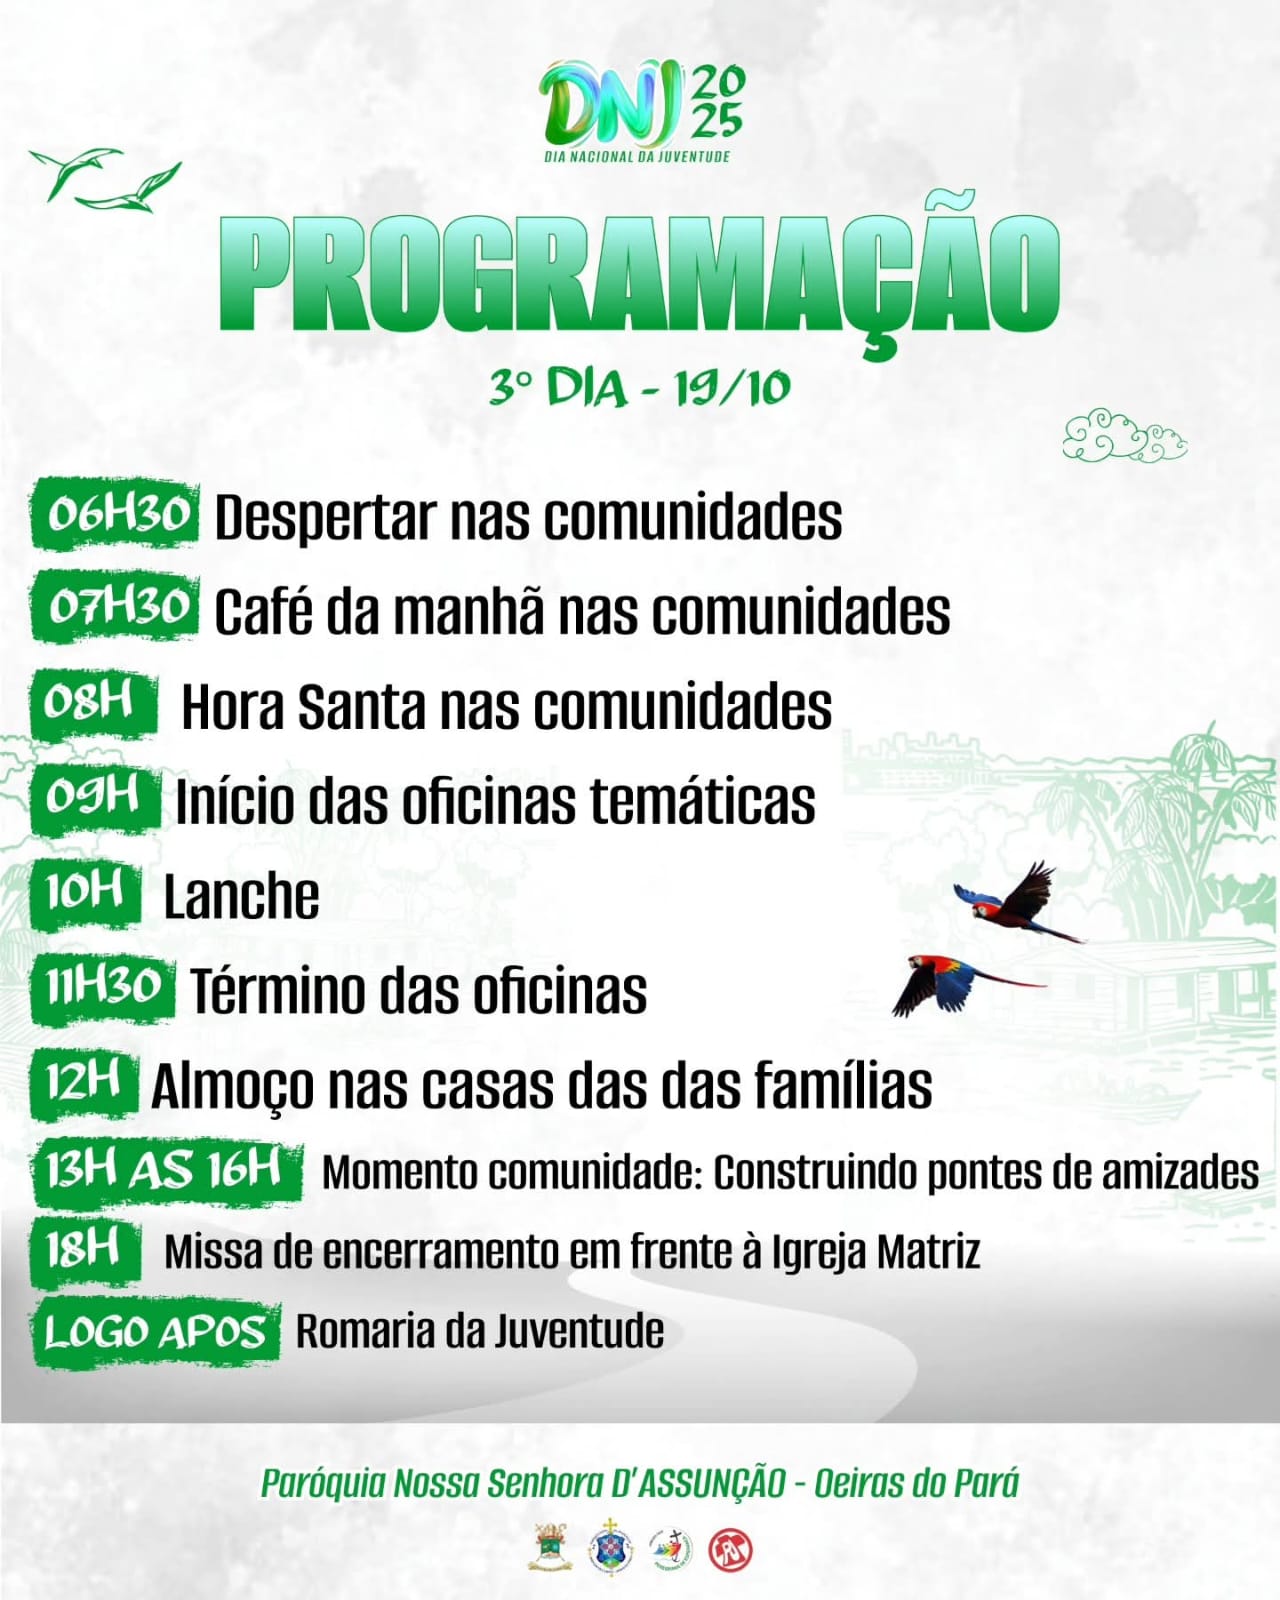 DNJ 2025
DIA NACIONAL DA JUVENTUDE
PROGRAMAÇÃO
3º DIA - 19/10
06H30 Despertar nas comunidades
07H30 Café da manhã nas comunidades
08H Hora Santa nas comunidades
09H Início das oficinas temáticas
10H Lanche
11H30 Término das oficinas
12H Almoço nas casas das das famílias
13H AS 16H Momento comunidade: Construindo pontes de amizades
18H Missa de encerramento em frente à Igreja Matriz
LOGO APOS Romaria da Juventude
Paróquia Nossa Senhora D'ASSUNÇÃO - Oeiras do Pará